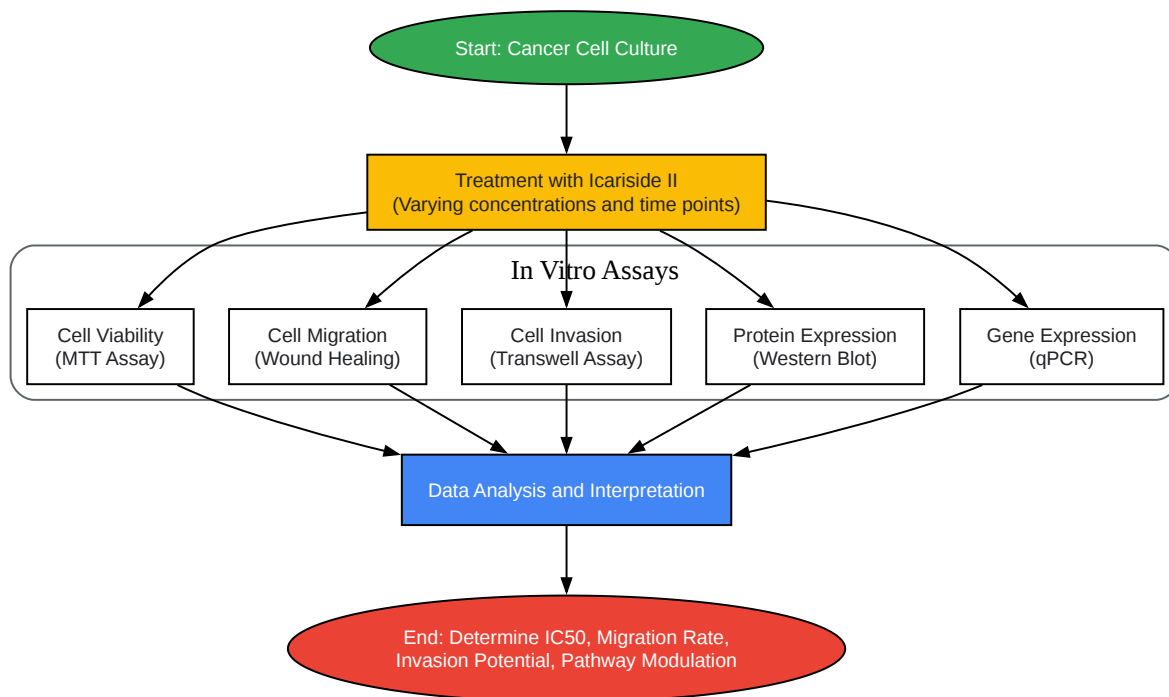 Start: Cancer Cell Culture
Treatment with Icariside II
(Varying concentrations and time points)
In Vitro Assays
Cell Viability
(MTT Assay)
Cell Migration
(Wound Healing)
Cell Invasion
(Transwell Assay)
Protein Expression
(Western Blot)
Gene Expression
(qPCR)
Data Analysis and Interpretation
End: Determine IC50, Migration Rate,
Invasion Potential, Pathway Modulation